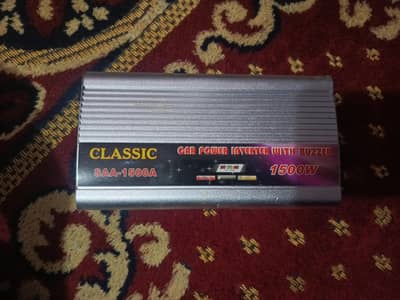 CAR POWER INVERTER WITH BUZZER
CLASSIC
SAA-1500A
1500W